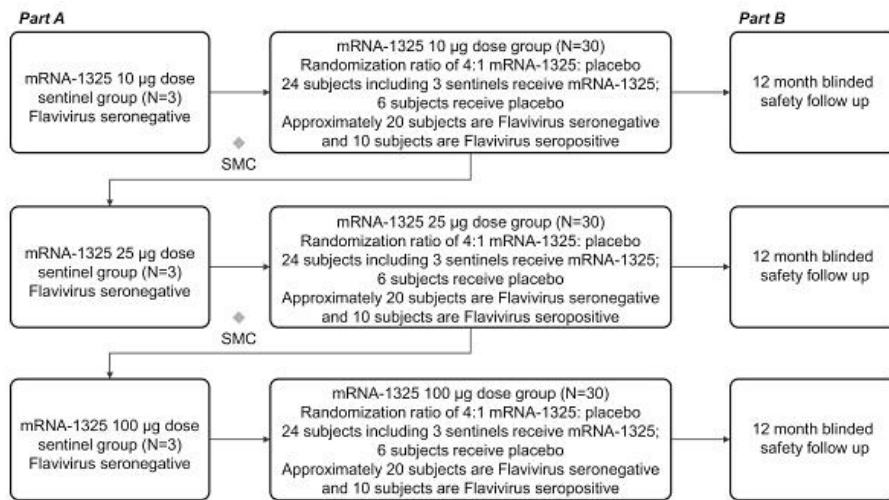 Part A
Part B
mRNA-1325 10 µg dose
sentinel group (N=3)
Flavivirus seronegative
mRNA-1325 10 µg dose group (N=30)
Randomization ratio of 4:1 mRNA-1325: placebo
24 subjects including 3 sentinels receive mRNA-1325;
6 subjects receive placebo
Approximately 20 subjects are Flavivirus seronegative
and 10 subjects are Flavivirus seropositive
12 month blinded
safety follow up
SMC
mRNA-1325 25 µg dose
sentinel group (N=3)
Flavivirus seronegative
mRNA-1325 25 µg dose group (N=30)
Randomization ratio of 4:1 mRNA-1325: placebo
24 subjects including 3 sentinels receive mRNA-1325;
6 subjects receive placebo
Approximately 20 subjects are Flavivirus seronegative
and 10 subjects are Flavivirus seropositive
12 month blinded
safety follow up
SMC
mRNA-1325 100 µg dose
sentinel group (N=3)
Flavivirus seronegative
mRNA-1325 100 µg dose group (N=30)
Randomization ratio of 4:1 mRNA-1325: placebo
24 subjects including 3 sentinels receive mRNA-1325;
6 subjects receive placebo
Approximately 20 subjects are Flavivirus seronegative
and 10 subjects are Flavivirus seropositive
12 month blinded
safety follow up